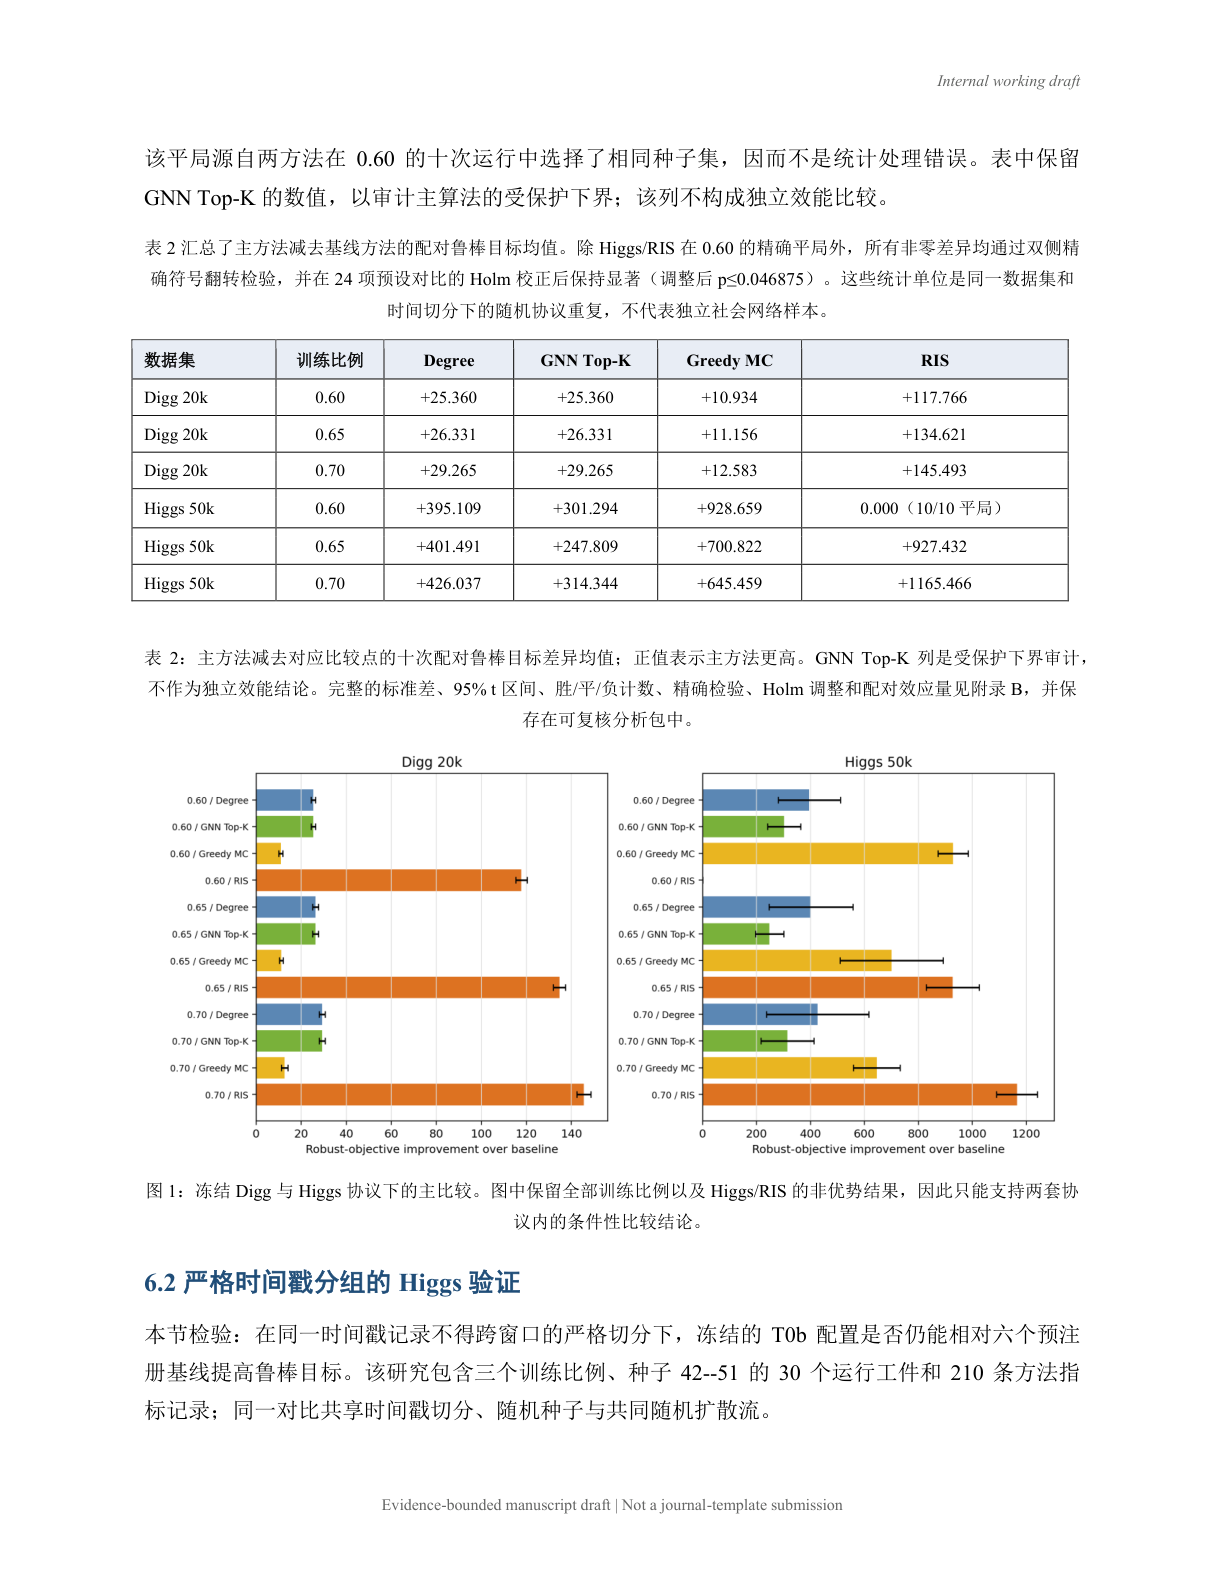 Internal working draft
该平局源自两方法在 0.60 的十次运行中选择了相同种子集，因而不是统计处理错误。表中保留
GNN Top-K 的数值，以审计主算法的受保护下界；该列不构成独立效能比较。
表 2 汇总了主方法减去基线方法的配对鲁棒目标均值。除 Higgs/RIS 在 0.60 的精确平局外，所有非零差异均通过双侧精
确符号翻转检验，并在 24 项预设对比的 Holm 校正后保持显著（调整后 p≤0.046875）。这些统计单位是同一数据集和
时间切分下的随机协议重复，不代表独立社会网络样本。
数据集 训练比例 Degree GNN Top-K Greedy MC RIS
Digg 20k 0.60 +25.360 +25.360 +10.934 +117.766
Digg 20k 0.65 +26.331 +26.331 +11.156 +134.621
Digg 20k 0.70 +29.265 +29.265 +12.583 +145.493
Higgs 50k 0.60 +395.109 +301.294 +928.659 0.000（10/10 平局）
Higgs 50k 0.65 +401.491 +247.809 +700.822 +927.432
Higgs 50k 0.70 +426.037 +314.344 +645.459 +1165.466
表 2：主方法减去对应比较点的十次配对鲁棒目标差异均值；正值表示主方法更高。GNN Top-K 列是受保护下界审计，
不作为独立效能结论。完整的标准差、95% t 区间、胜/平/负计数、精确检验、Holm 调整和配对效应量见附录 B，并保
存在可复核分析包中。
Digg 20k
0.60 / Degree
0.60 / GNN Top-K
0.60 / Greedy MC
0.60 / RIS
0.65 / Degree
0.65 / GNN Top-K
0.65 / Greedy MC
0.65 / RIS
0.70 / Degree
0.70 / GNN Top-K
0.70 / Greedy MC
0.70 / RIS
0 20 40 60 80 100 120 140
Robust-objective improvement over baseline
Higgs 50k
0.60 / Degree
0.60 / GNN Top-K
0.60 / Greedy MC
0.60 / RIS
0.65 / Degree
0.65 / GNN Top-K
0.65 / Greedy MC
0.65 / RIS
0.70 / Degree
0.70 / GNN Top-K
0.70 / Greedy MC
0.70 / RIS
0 200 400 600 800 1000 1200
Robust-objective improvement over baseline
图 1：冻结 Digg 与 Higgs 协议下的主比较。图中保留全部训练比例以及 Higgs/RIS 的非优势结果，因此只能支持两套协
议内的条件性比较结论。
6.2 严格时间戳分组的 Higgs 验证
本节检验：在同一时间戳记录不得跨窗口的严格切分下，冻结的 T0b 配置是否仍能相对六个预注
册基线提高鲁棒目标。该研究包含三个训练比例、种子 42--51 的 30 个运行工件和 210 条方法指
标记录；同一对比共享时间戳切分、随机种子与共同随机扩散流。
Evidence-bounded manuscript draft | Not a journal-template submission